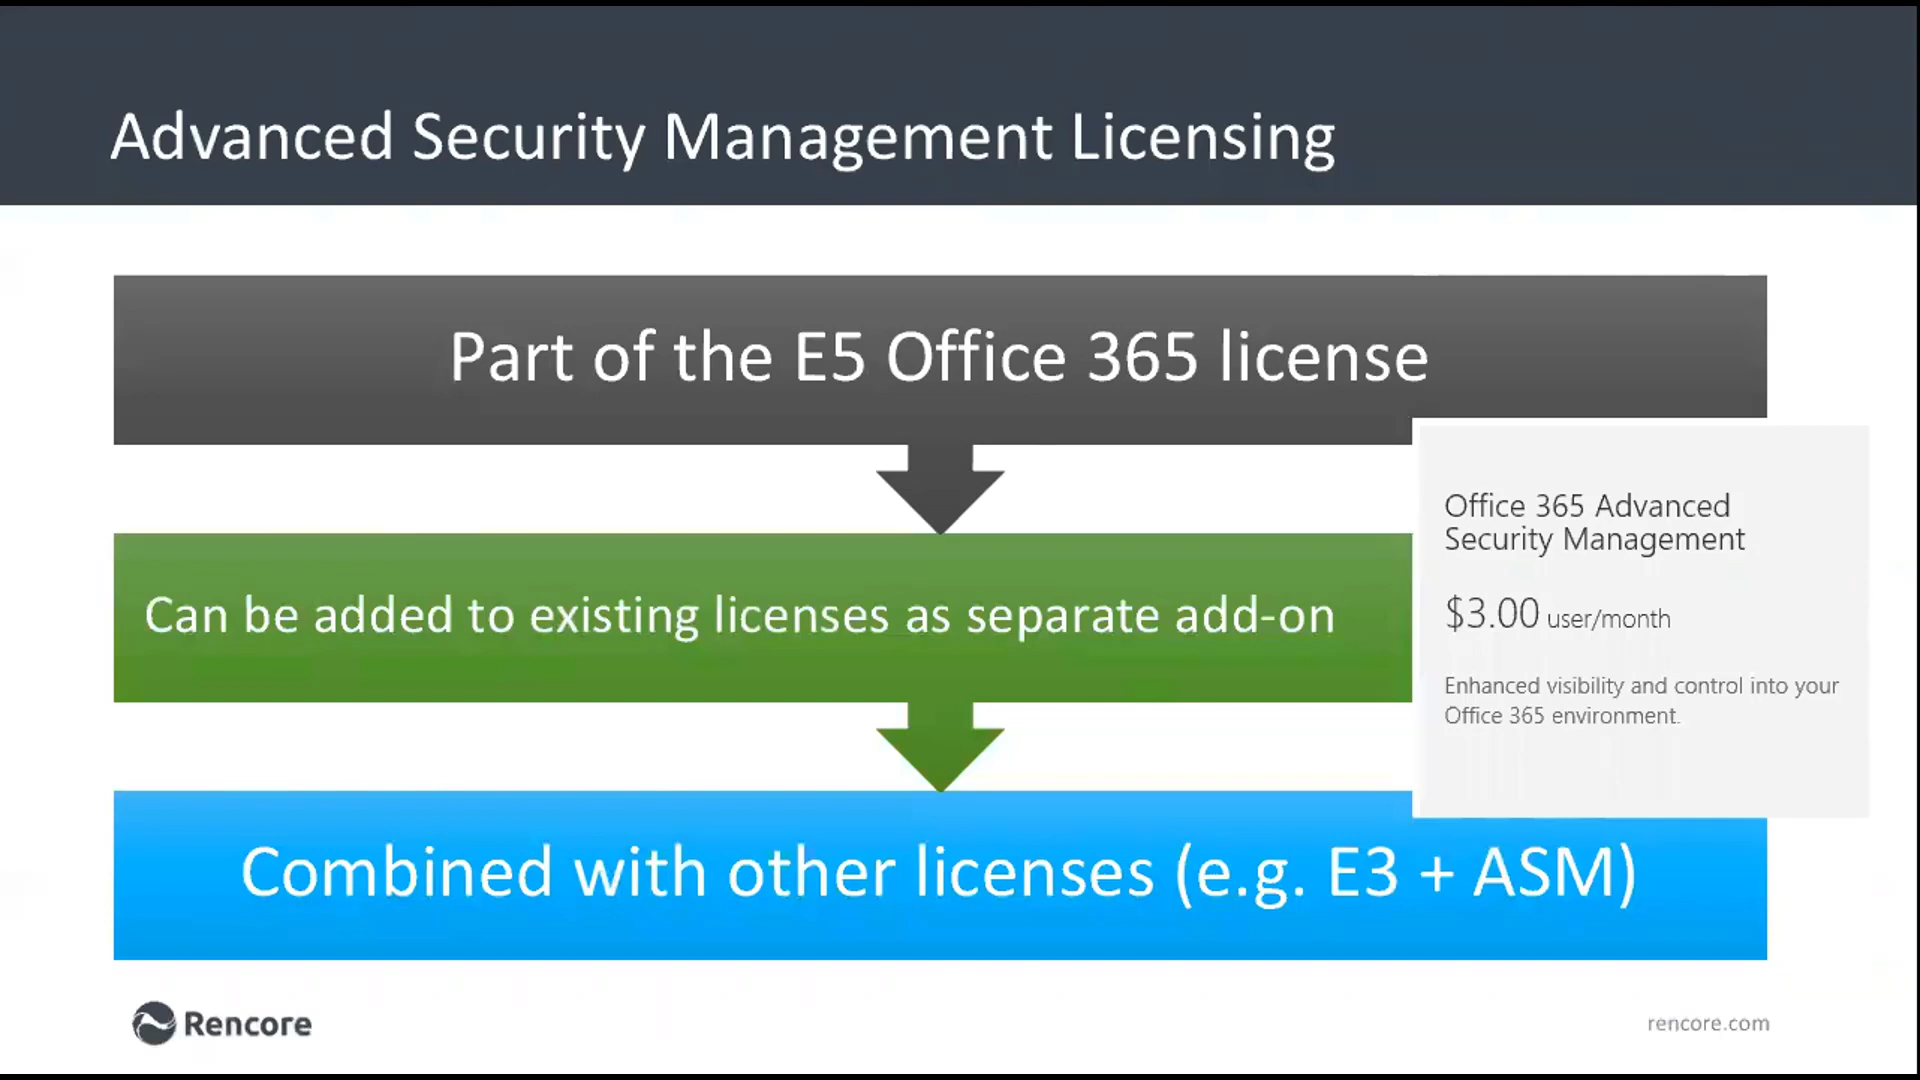 Advanced Security Management Licensing
Part of the E5 Office 365 license
Can be added to existing licenses as separate add-on
Office 365 Advanced
Security Management
$3.00 user/month
Enhanced visibility and control into your
Office 365 environment.
Combined with other licenses (e.g. E3 + ASM)
Rencore
rencore.com